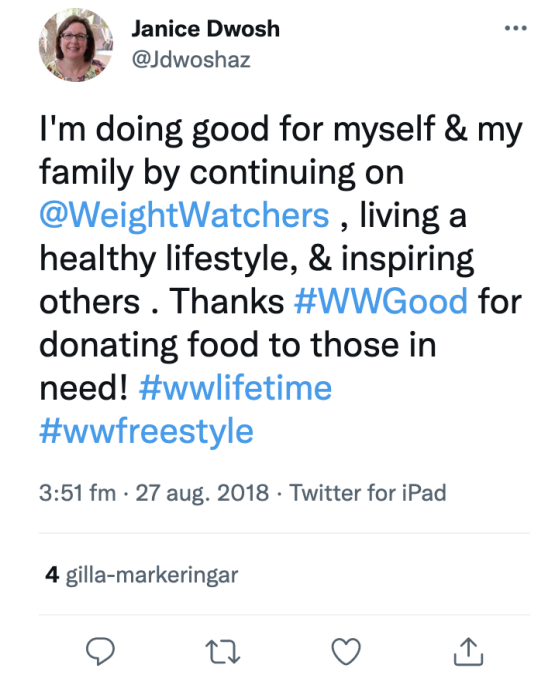 Janice Dwosh
@Jdwoshaz
I'm doing good for myself & my
family by continuing on
@WeightWatchers , living a
healthy lifestyle, & inspiring
others . Thanks #WWGood for
donating food to those in
need! #wwlifetime
#wwfreestyle
3:51 fm · 27 aug. 2018 · Twitter for iPad
4 gilla-markeringar